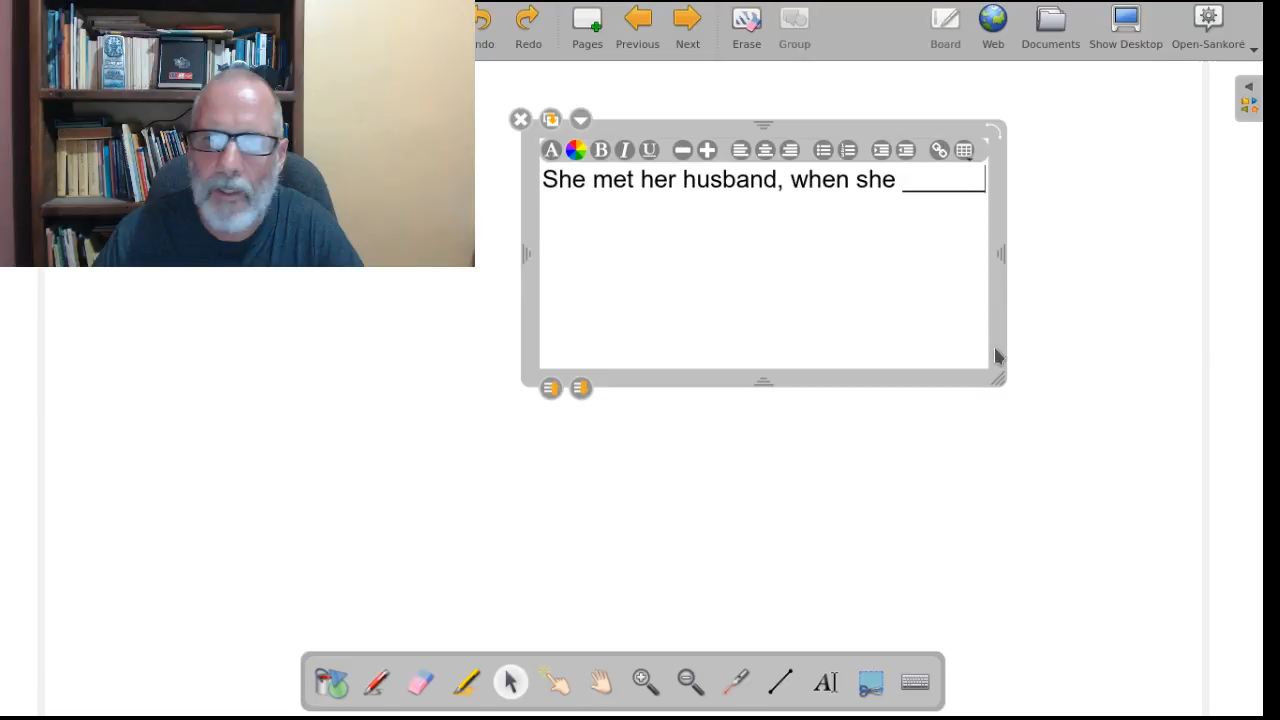 ndo
Redo
Pages
Previous
Next
Erase
Group
Board
Web
Documents
Show Desktop
Open-Sankoré
She met her husband, when she ______